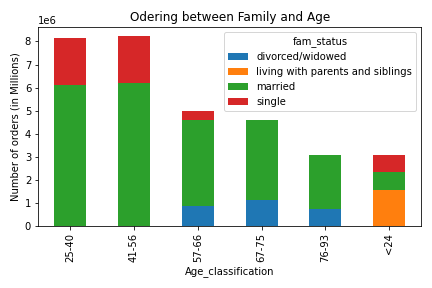 Odering between Family and Age
1e6
fam_status
divorced/widowed
living with parents and siblings
married
single
Number of orders (in Millions)
8
7
6
5
4
3
2
1
0
25-40
41-56
57-66
67-75
76-93
<24
Age_classification